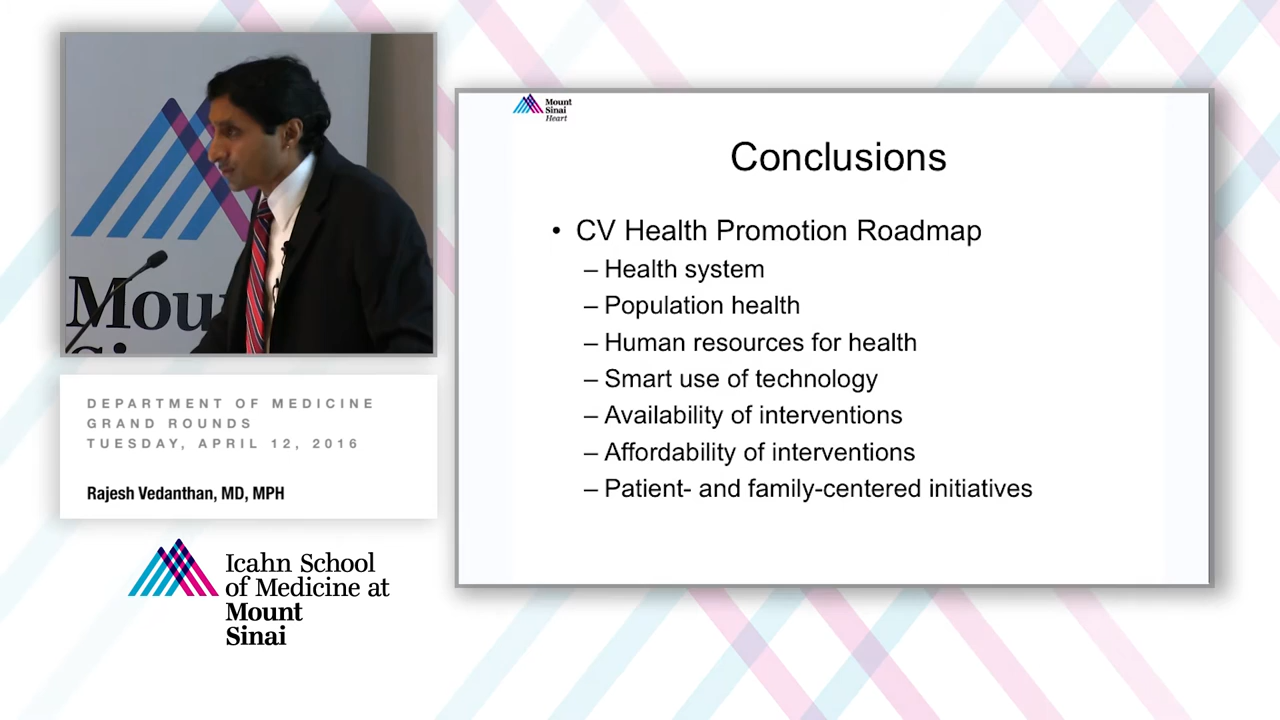 Mou
DEPARTMENT OF MEDICINE
GRAND ROUNDS
TUESDAY, APRIL 12, 2016
Rajesh Vedanthan, MD, MPH
Icahn School
of Medicine at
Mount
Sinai
Mount
Sinai
Heart
Conclusions
• CV Health Promotion Roadmap
– Health system
– Population health
– Human resources for health
– Smart use of technology
– Availability of interventions
– Affordability of interventions
– Patient- and family-centered initiatives